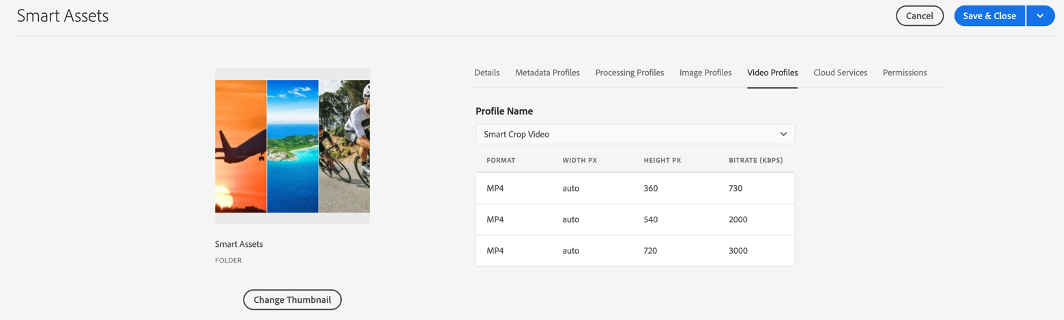 Smart Assets
Cancel
Save & Close
Details Metadata Profiles Processing Profiles Image Profiles Video Profiles Cloud Services Permissions
Profile Name
Smart Crop Video
FORMAT WIDTH PX HEIGHT PX BITRATE (KBPS)
MP4 auto 360 730
MP4 auto 540 2000
MP4 auto 720 3000
Smart Assets
FOLDER
Change Thumbnail